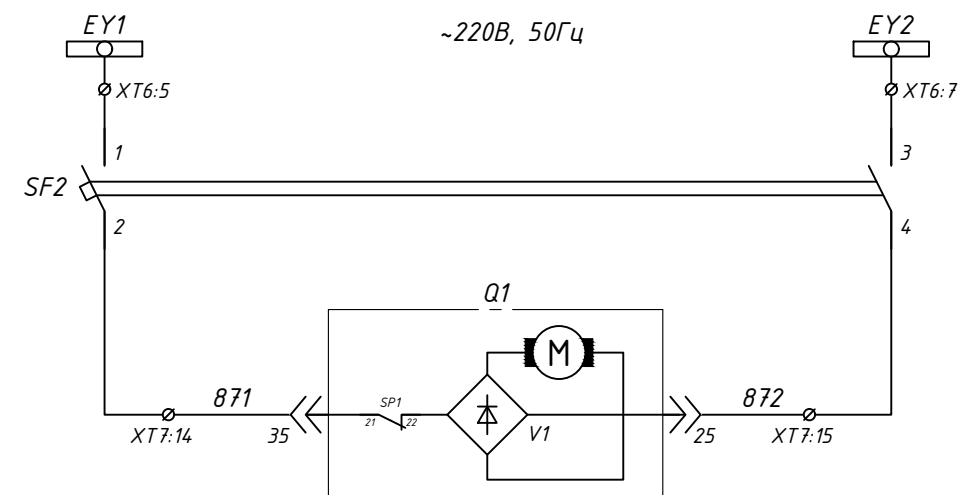 EY1
~220В, 50Гц
EY2
XT6:5
XT6:7
1
3
SF2
2
4
Q1
M
871
SP1
872
21
22
XT7:14
35
V1
25
XT7:15